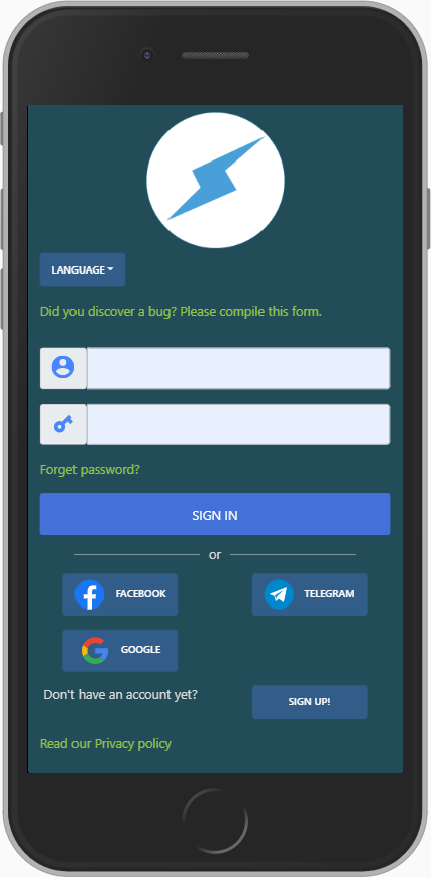 LANGUAGE
Did you discover a bug? Please compile this form.
Forget password?
SIGN IN
or
FACEBOOK
TELEGRAM
GOOGLE
Don't have an account yet?
SIGN UP!
Read our Privacy policy